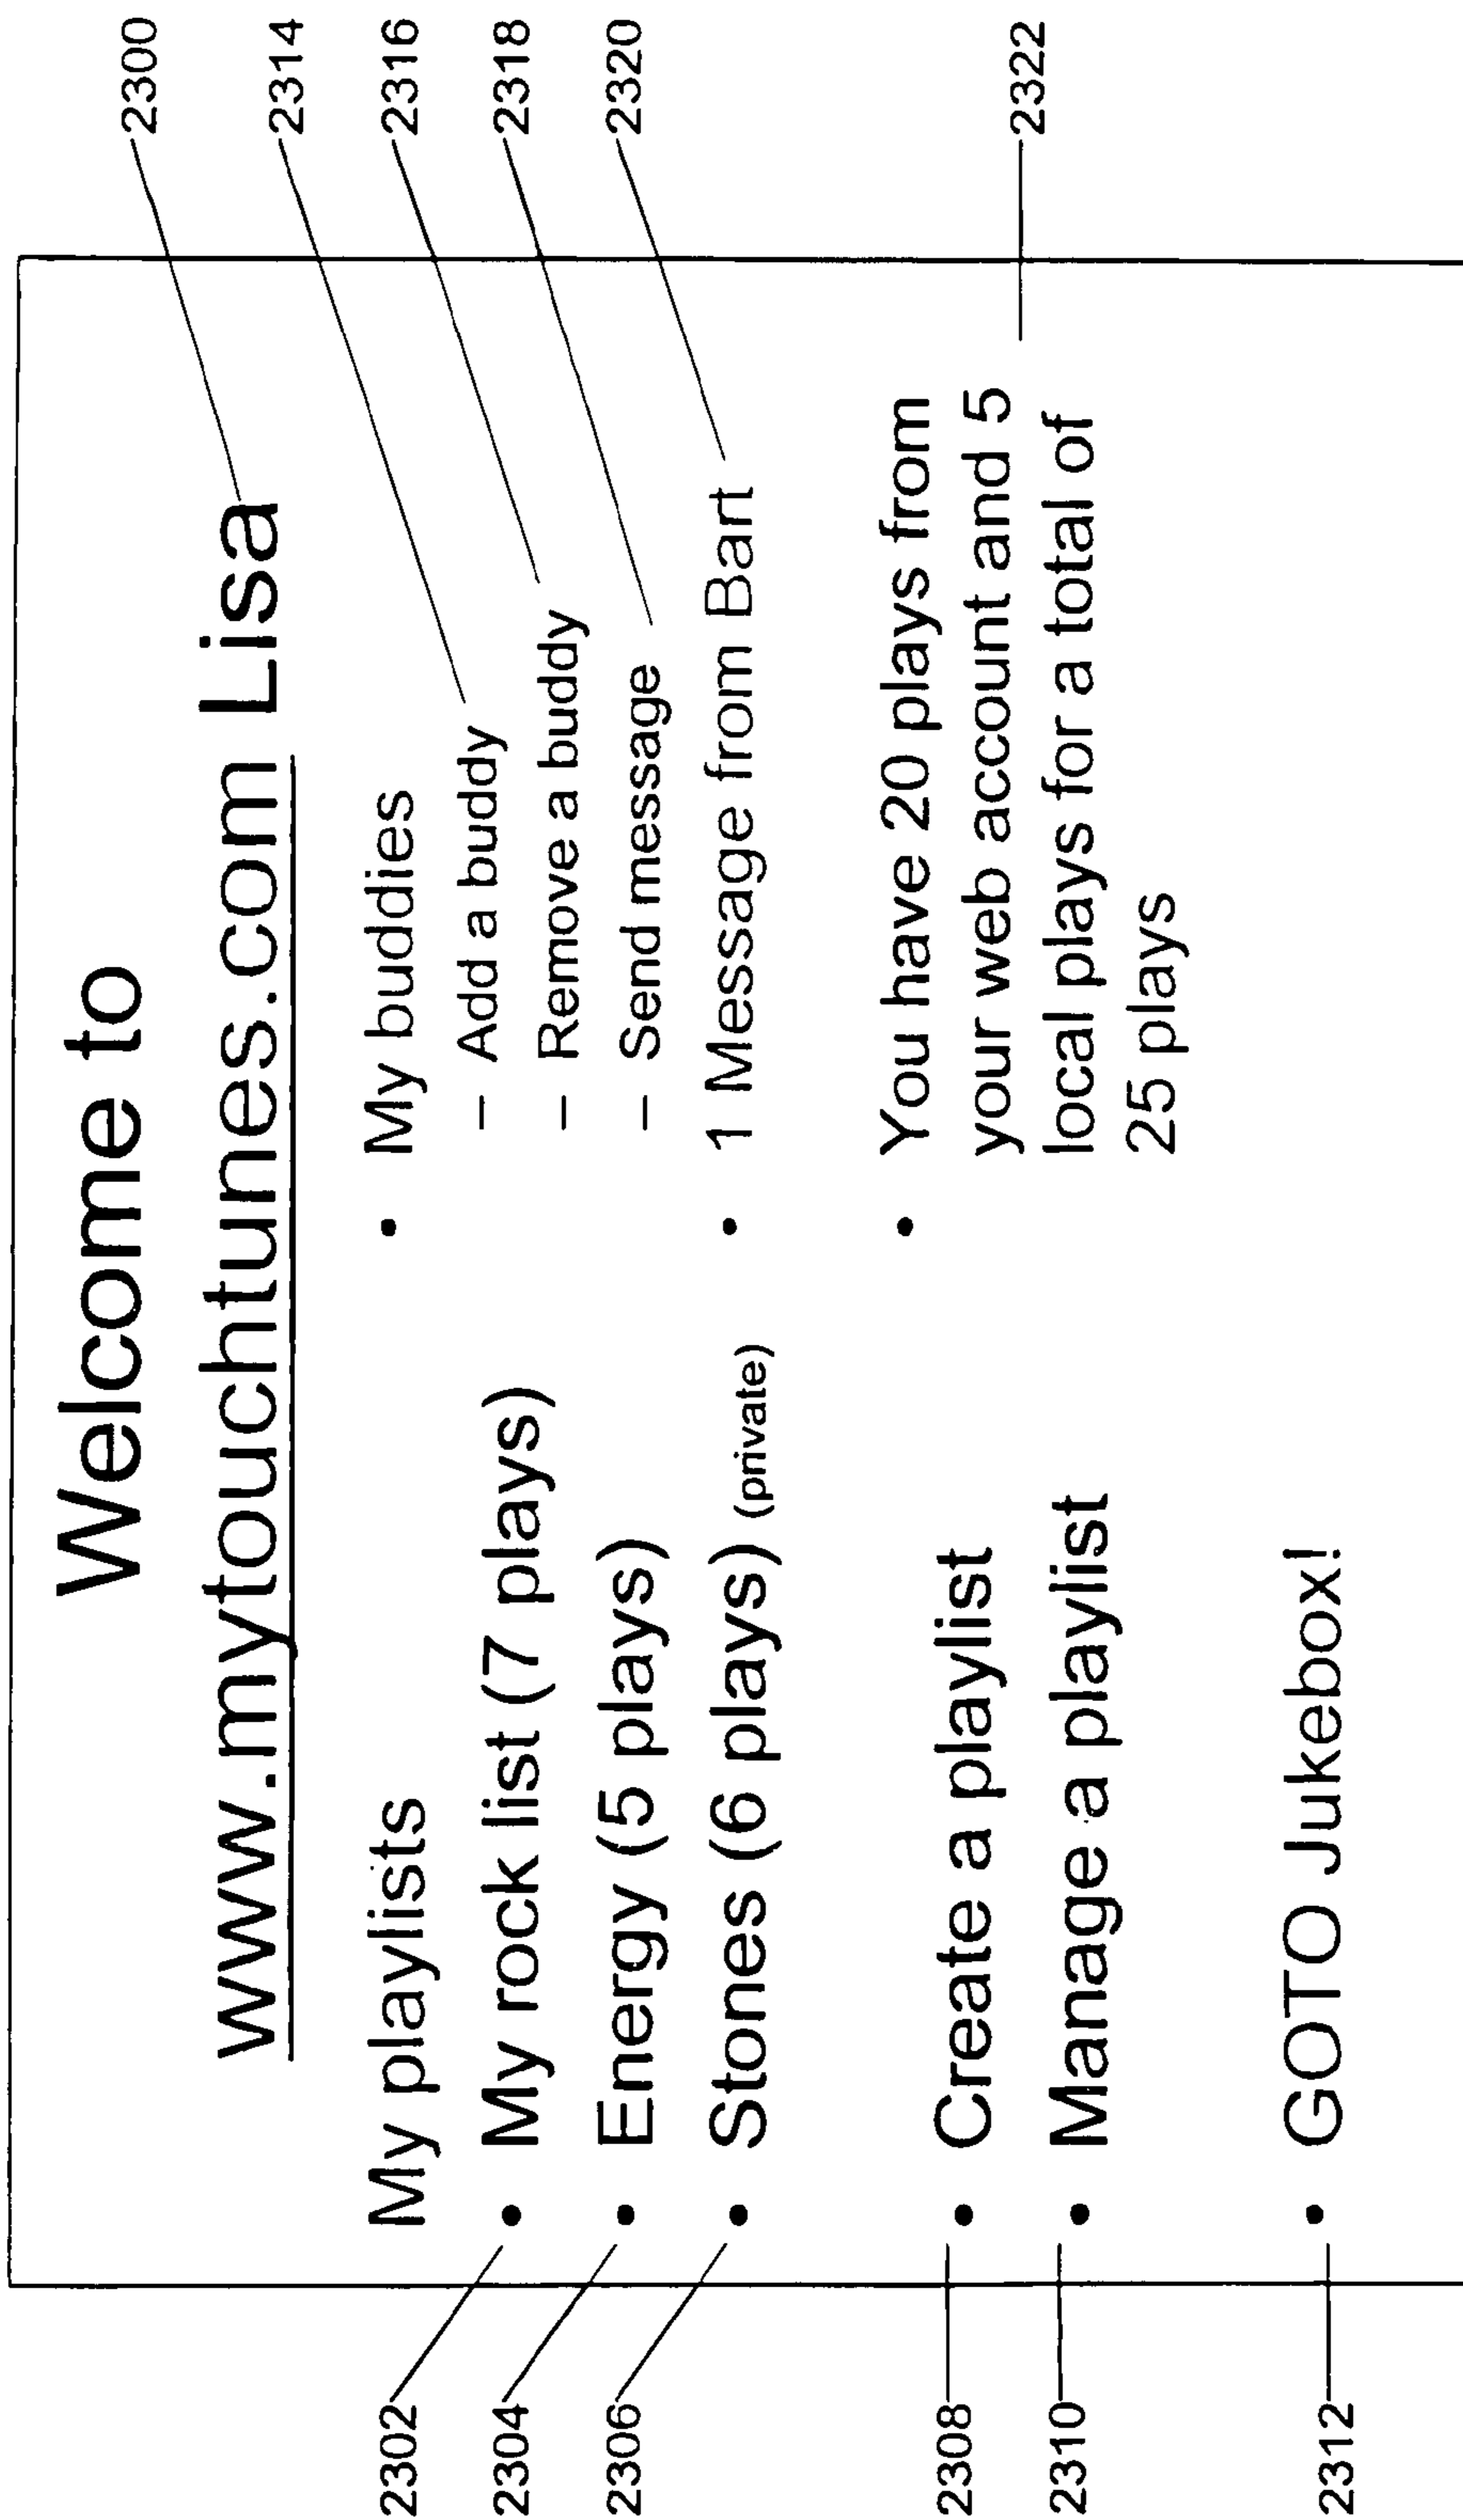 Welcome to
www.mytouchtunes.com Lisa
2300
My playlists
2302
• My rock list (7 plays)
2304
• Energy (5 plays)
2306
• Stones (6 plays) (private)
2308
• Create a playlist
2310
• Manage a playlist
2312
• GOTO Jukebox!
• My buddies
– Add a buddy
2314
– Remove a buddy
2316
– Send message
2318
• 1 Message from Bart
2320
• You have 20 plays from
your web account and 5
local plays for a total of
25 plays
2322